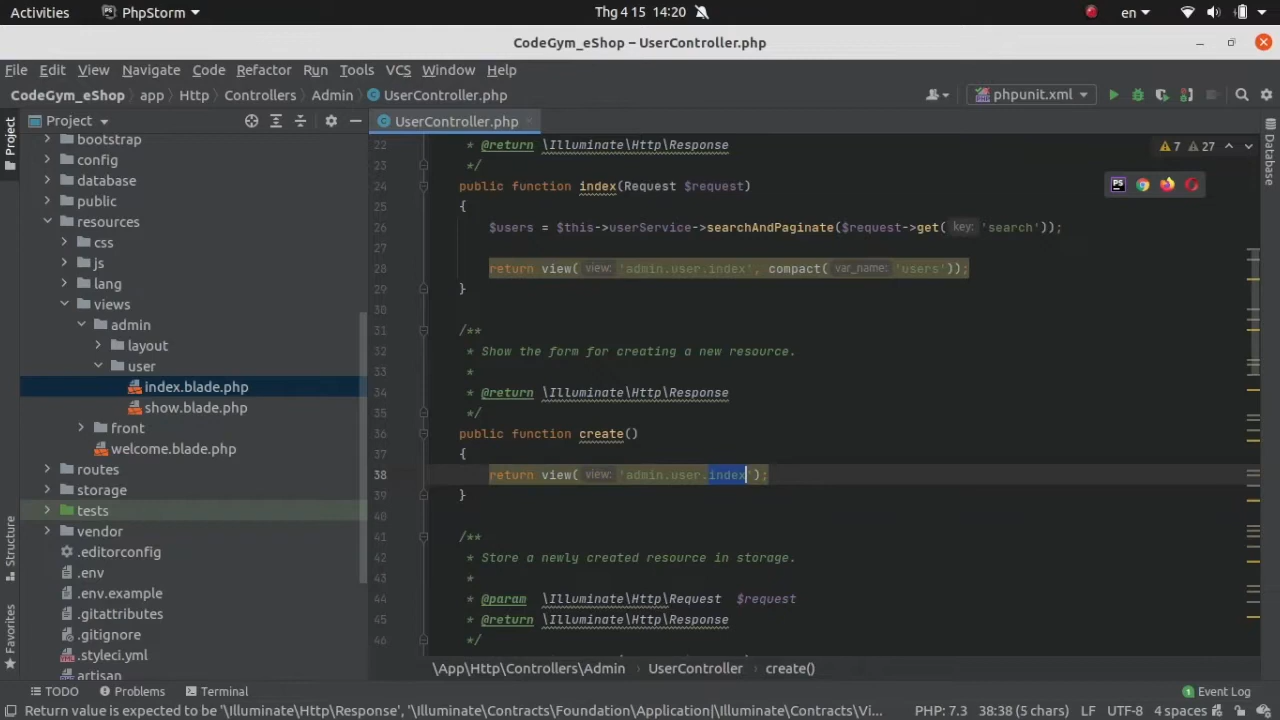 Activities PhpStorm Thg 4 15 14:20 en
CodeGym_eShop – UserController.php
File Edit View Navigate Code Refactor Run Tools VCS Window Help
CodeGym_eShop app Http Controllers Admin UserController.php phpunit.xml
Project UserController.php
bootstrap
config
database
public
resources
css
js
lang
views
admin
layout
user
index.blade.php
show.blade.php
front
welcome.blade.php
routes
storage
tests
vendor
.editorconfig
.env
.env.example
.gitattributes
.gitignore
.styleci.yml
artisan
Project
Structure
Favorites
22 * @return \Illuminate\Http\Response
23 */
24 public function index(Request $request)
25 {
26 $users = $this->userService->searchAndPaginate($request->get( key: 'search'));
27
28 return view( view: 'admin.user.index', compact( var_name: 'users'));
29 }
30
31 /**
32 * Show the form for creating a new resource.
33 *
34 * @return \Illuminate\Http\Response
35 */
36 public function create()
37 {
38 return view( view: 'admin.user.index');
39 }
40
41 /**
42 * Store a newly created resource in storage.
43 *
44 * @param \Illuminate\Http\Request $request
45 * @return \Illuminate\Http\Response
46 */
7 27
PS
Database
\App\Http\Controllers\Admin UserController create()
TODO Problems Terminal 1 Event Log
Return value is expected to be '\Illuminate\Http\Response', '\Illuminate\Contracts\Foundation\Application|\Illuminate\Contracts\Vi... PHP: 7.3 38:38 (5 chars) LF UTF-8 4 spaces